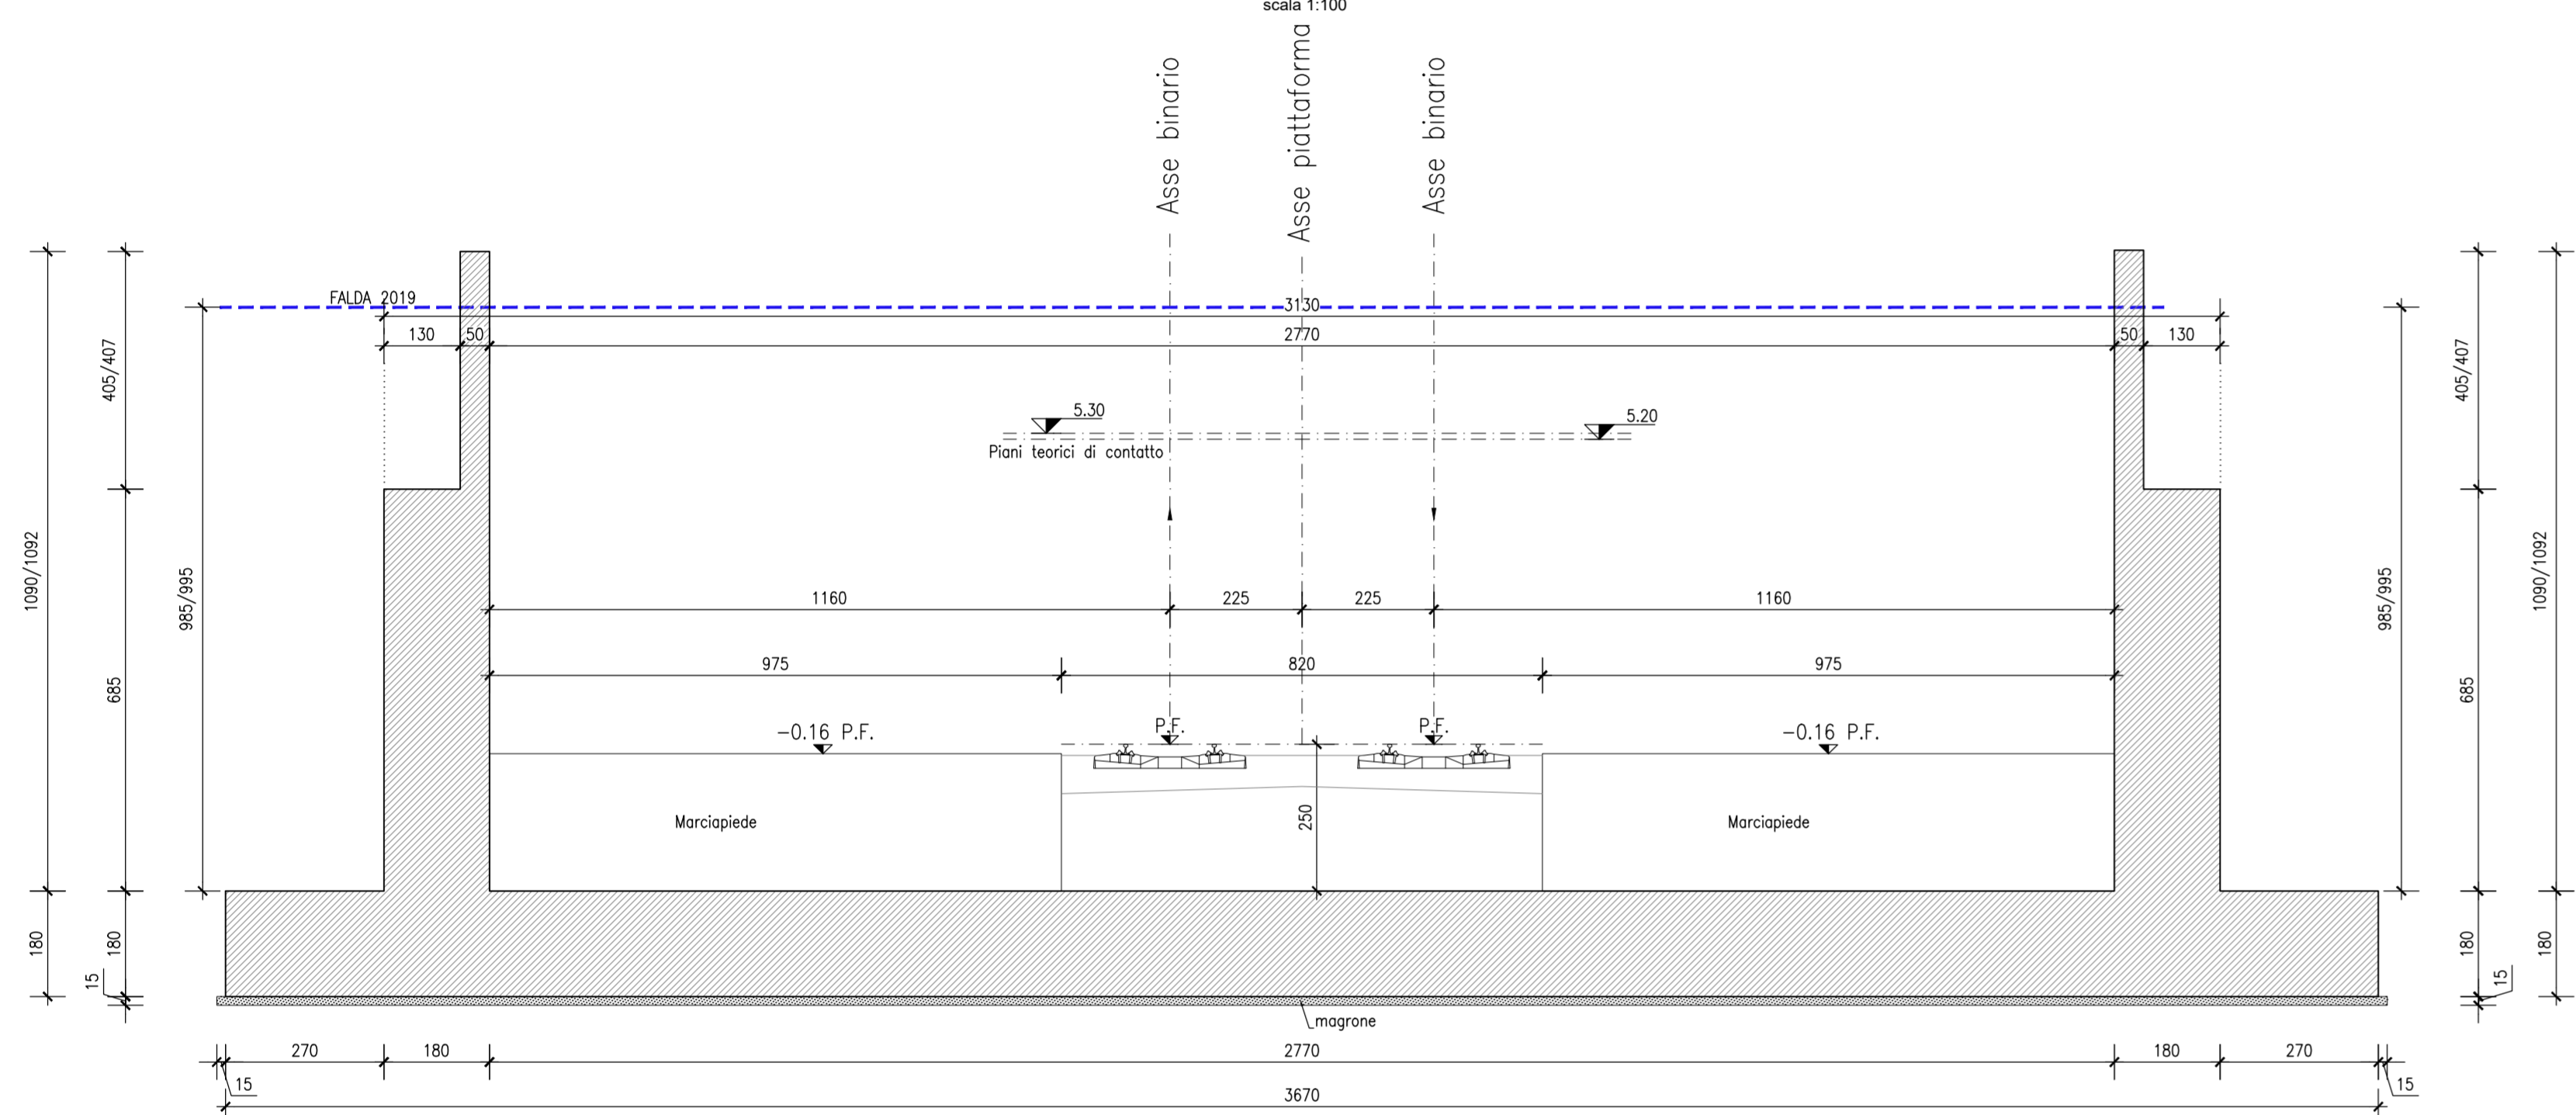 scala 1:100
Asse binario
Asse piattaforma
Asse binario
FALDA 2019
3130
130
50
2770
50
130
405/407
405/407
5.30
5.20
Piani teorici di contatto
1090/1092
985/995
985/995
1090/1092
1160
225
225
1160
685
975
820
975
685
-0.16 P.F.
P.F.
P.F.
-0.16 P.F.
Marciapiede
250
Marciapiede
180
180
180
180
15
15
magrone
270
180
2770
180
270
15
15
3670